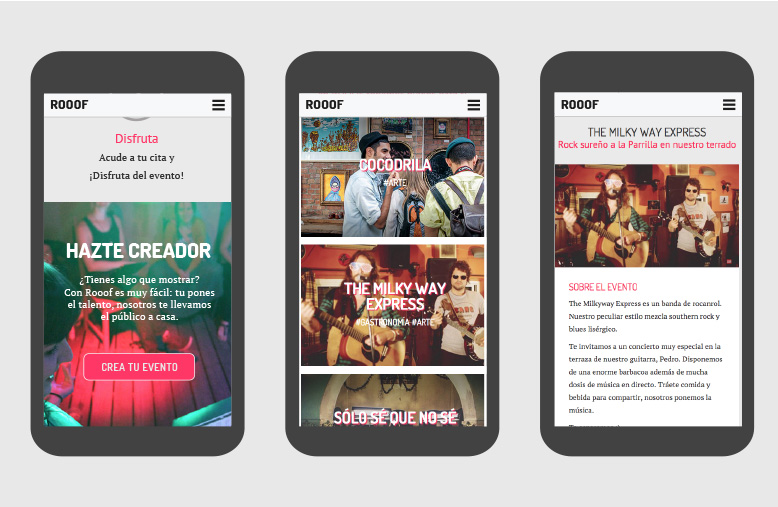 ROOOF
Disfruta
Acude a tu cita y
¡Disfruta del evento!
HAZTE CREADOR
¿Tienes algo que mostrar?
Con Rooof es muy fácil: tu pones
el talento, nosotros te llevamos
el público a casa.
CREA TU EVENTO
ROOOF
COCODRILA
#ARTE
THE MILKY WAY
EXPRESS
#GASTRONOMÍA #ARTE
SÓLO SÉ QUE NO SÉ
ROOOF
THE MILKY WAY EXPRESS
Rock sureño a la Parrilla en nuestro terrado
SOBRE EL EVENTO
The Milkyway Express es un banda de rocanrol.
Nuestro peculiar estilo mezcla southern rock y
blues lisérgico.
Te invitamos a un concierto muy especial en la
terraza de nuestro guitarra, Pedro. Disponemos
de una enorme barbacoa además de mucha
dosis de música en directo. Tráete comida y
bebida para compartir, nosotros ponemos la
música.